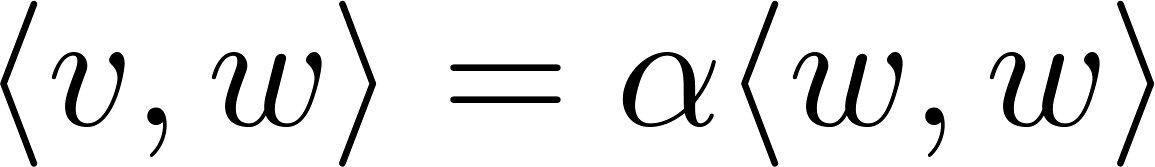 ⟨v, w⟩ = α⟨w, w⟩